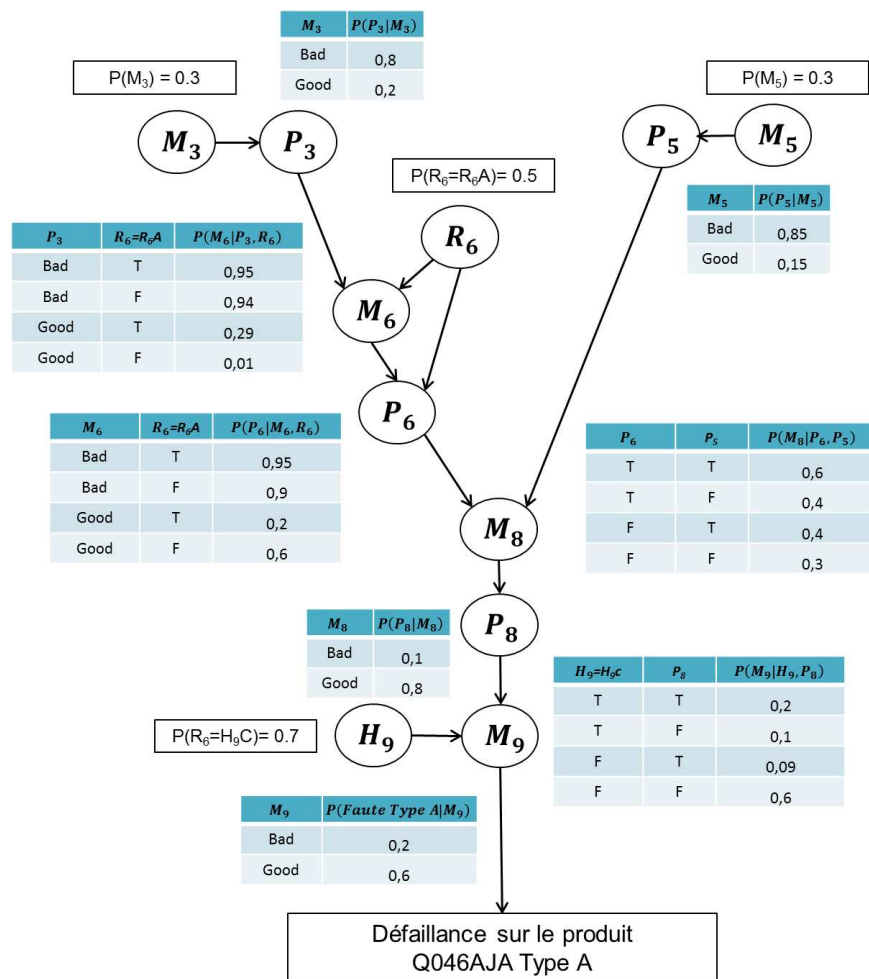 M3 P(P3|M3)
Bad 0,8
Good 0,2
P(M3) = 0.3
P(M5) = 0.3
M3
P3
P5
M5
P(R6=R6A)= 0.5
M5 P(P5|M5)
Bad 0,85
Good 0,15
P3 R6=R6A P(M6|P3,R6)
Bad T 0,95
Bad F 0,94
Good T 0,29
Good F 0,01
R6
M6
P6
M6 R6=R6A P(P6|M6,R6)
Bad T 0,95
Bad F 0,9
Good T 0,2
Good F 0,6
P6 P5 P(M8|P6,P5)
T T 0,6
T F 0,4
F T 0,4
F F 0,3
M8
P8
M8 P(P8|M8)
Bad 0,1
Good 0,8
H9=H9c P8 P(M9|H9,P8)
T T 0,2
T F 0,1
F T 0,09
F F 0,6
P(R6=H9C)= 0.7
H9
M9
M9 P(Faute Type A|M9)
Bad 0,2
Good 0,6
Défaillance sur le produit
Q046AJA Type A